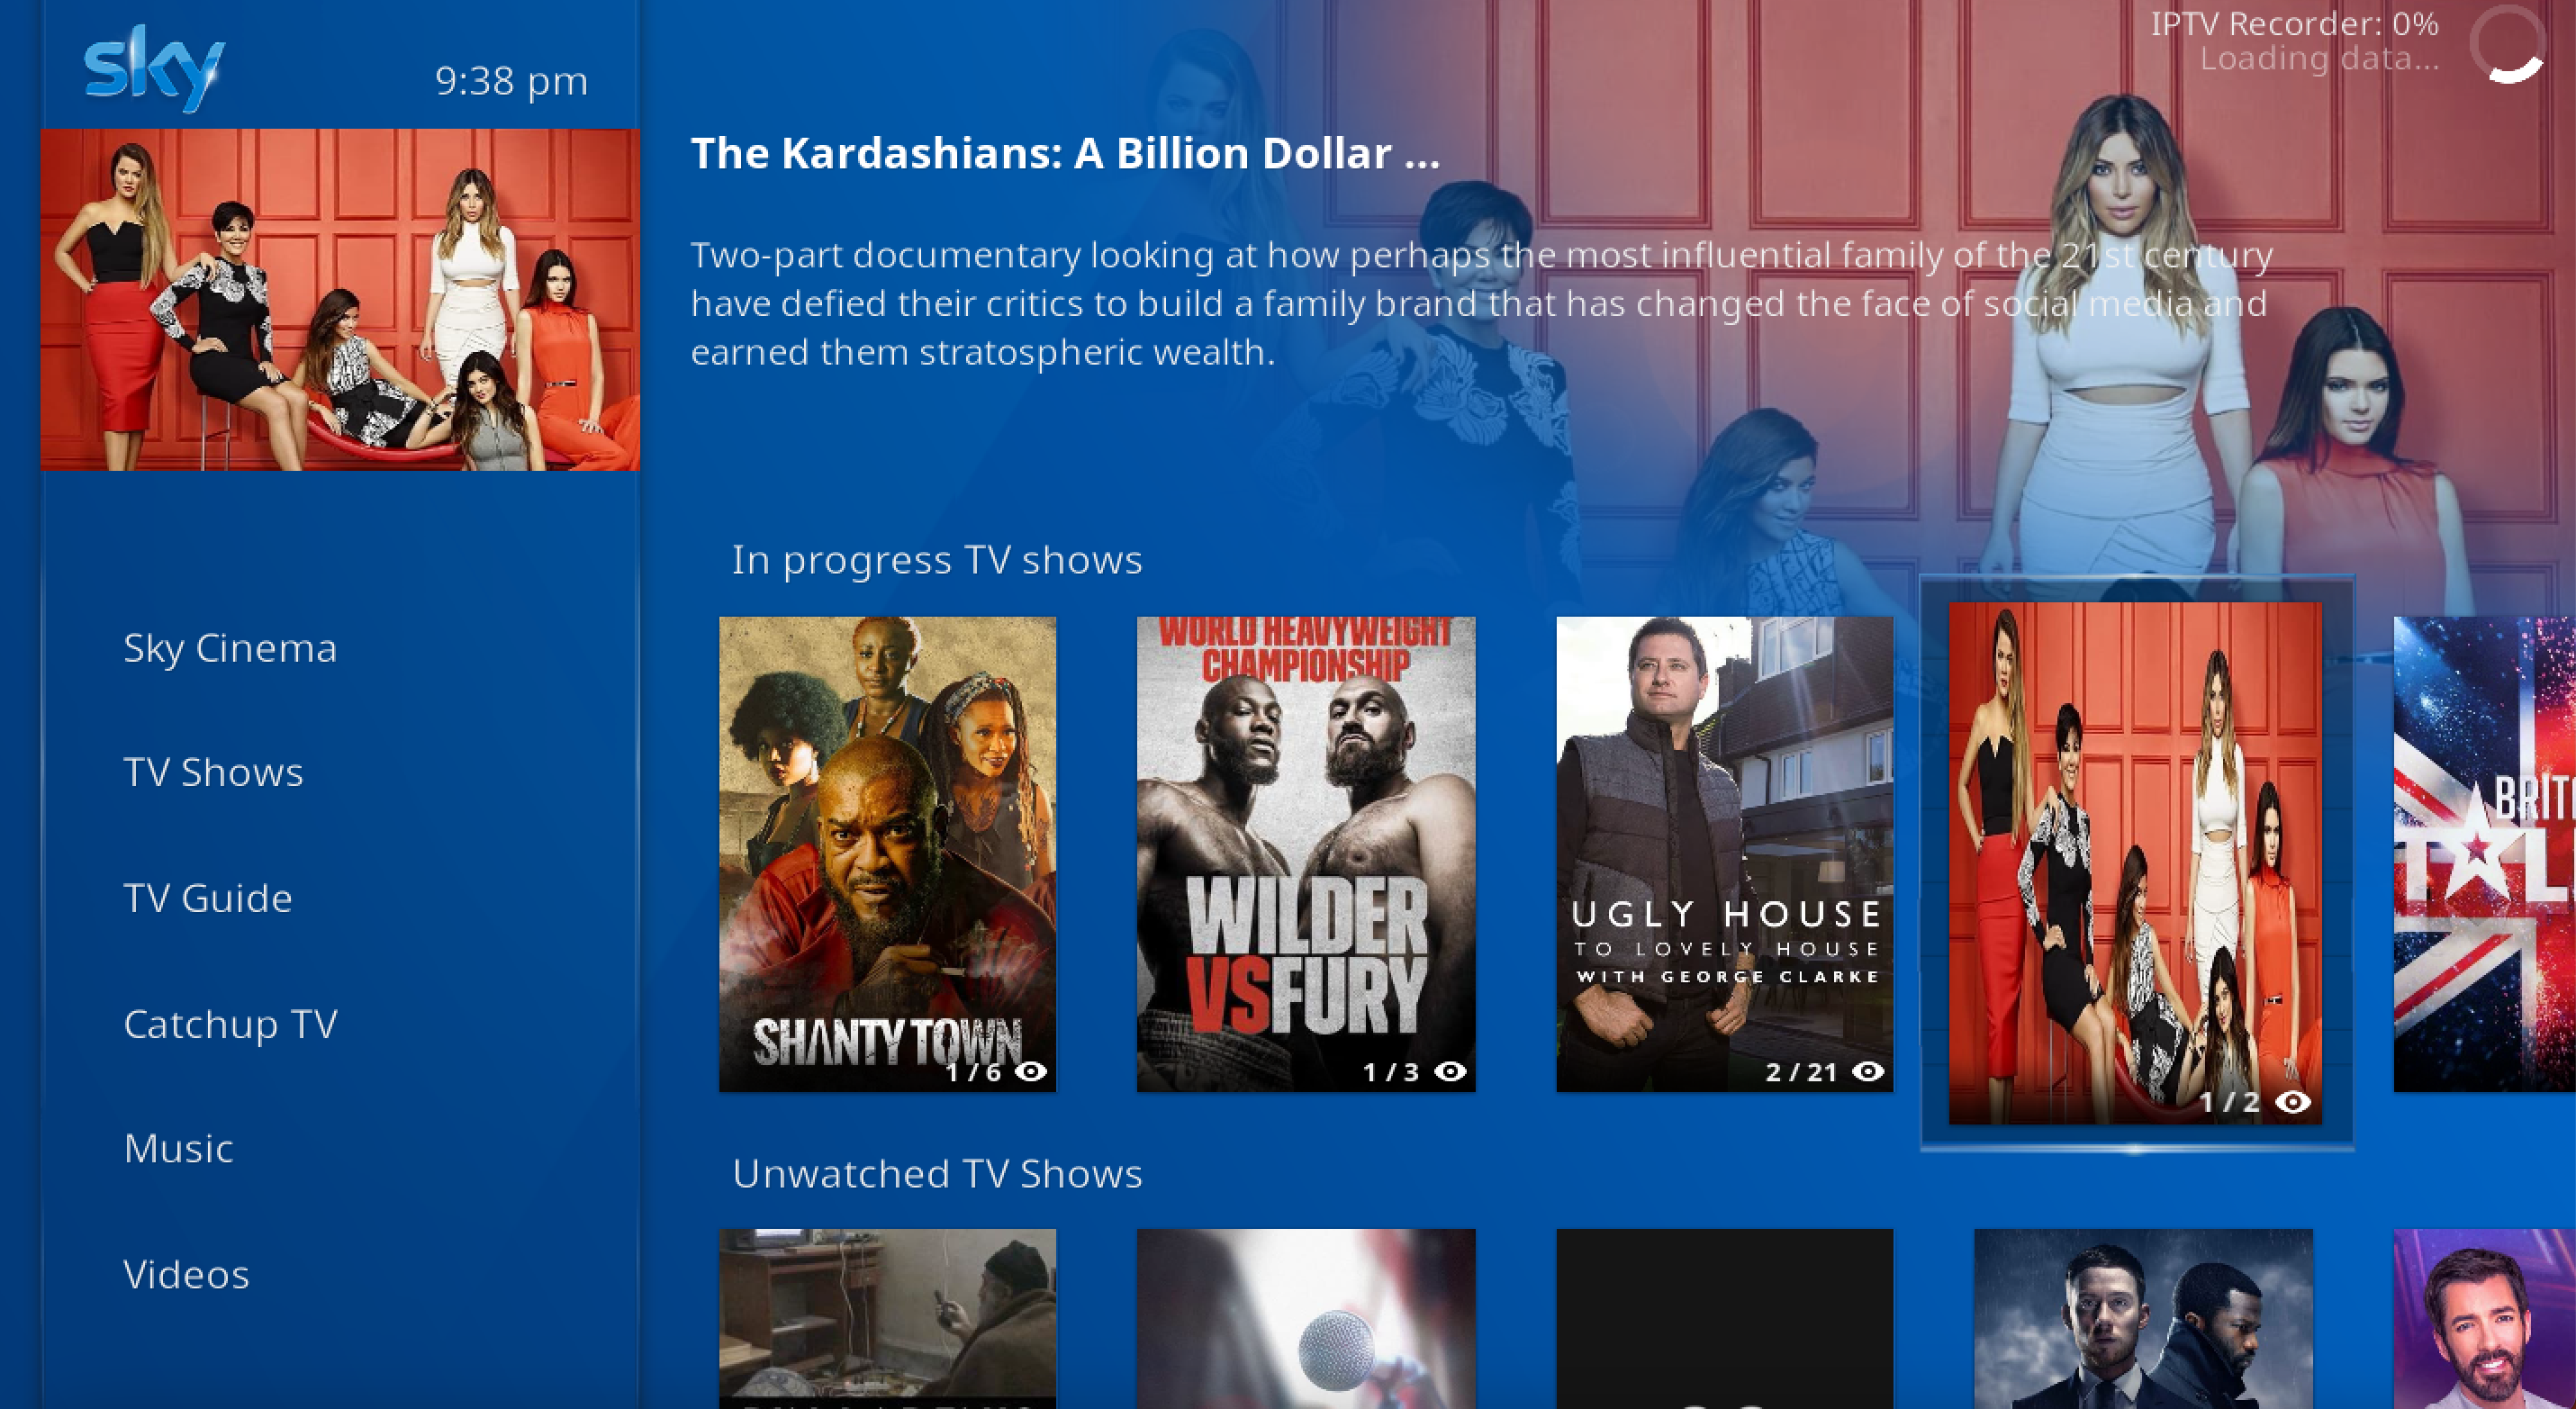 sky
9:38 pm
IPTV Recorder: 0%
Loading data...
The Kardashians: A Billion Dollar ...
Two-part documentary looking at how perhaps the most influential family of the 21st century
have defied their critics to build a family brand that has changed the face of social media and
earned them stratospheric wealth.
Sky Cinema
TV Shows
TV Guide
Catchup TV
Music
Videos
In progress TV shows
SHANTY TOWN
1 / 6
WORLD HEAVYWEIGHT
CHAMPIONSHIP
WILDER
VS FURY
1 / 3
UGLY HOUSE
TO LOVELY HOUSE
WITH GEORGE CLARKE
2 / 21
1 / 2
Unwatched TV Shows